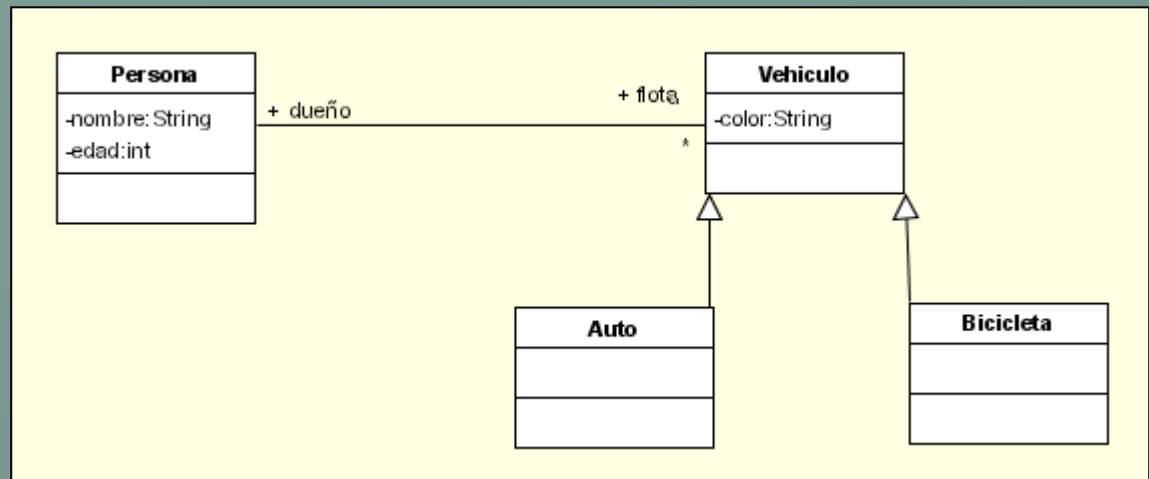 Persona
-nombre:String
-edad:int
+ dueño
+ flota
*
Vehiculo
-color:String
Auto
Bicicleta